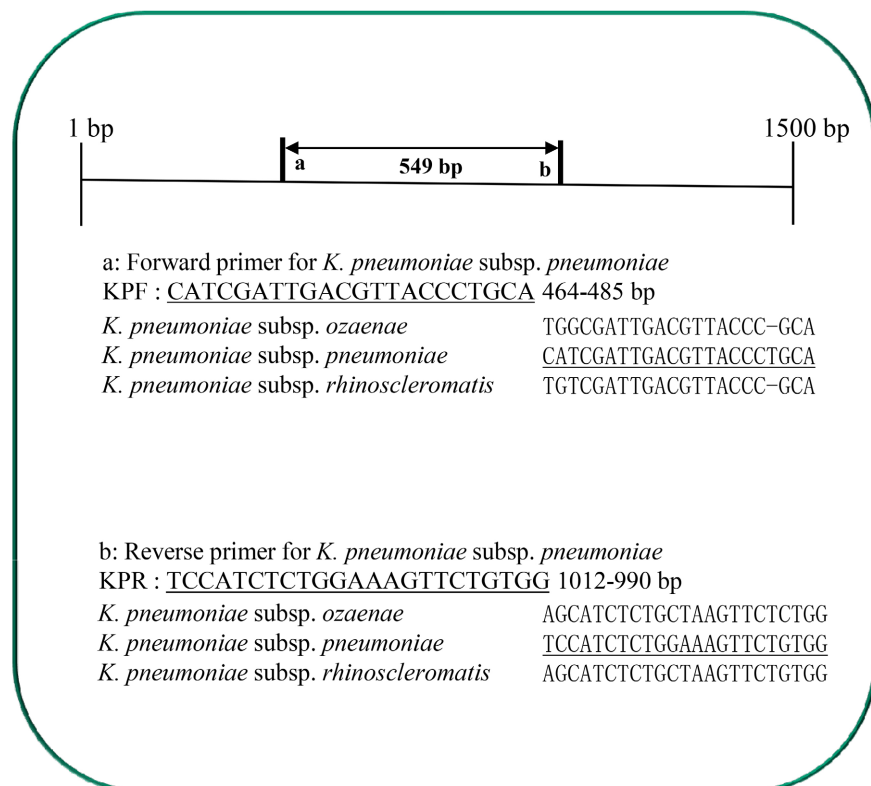 1 bp
1500 bp
a
549 bp
b
a: Forward primer for K. pneumoniae subsp. pneumoniae
KPF : CATCGATTGACGTTACCCTGCA 464-485 bp
K. pneumoniae subsp. ozaenae TGGCGATTGACGTTACCC-GCA
K. pneumoniae subsp. pneumoniae CATCGATTGACGTTACCCTGCA
K. pneumoniae subsp. rhinoscleromatis TGTCGATTGACGTTACCC-GCA
b: Reverse primer for K. pneumoniae subsp. pneumoniae
KPR : TCCATCTCTGGAAAGTTCTGTGG 1012-990 bp
K. pneumoniae subsp. ozaenae AGCATCTCTGCTAAGTTCTCTGG
K. pneumoniae subsp. pneumoniae TCCATCTCTGGAAAGTTCTGTGG
K. pneumoniae subsp. rhinoscleromatis AGCATCTCTGCTAAGTTCTGTGG